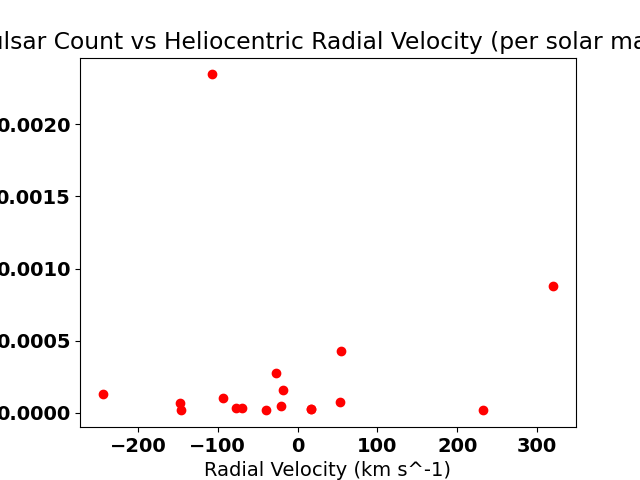 ulsar Count vs Heliocentric Radial Velocity (per solar ma
0.0020
0.0015
0.0010
0.0005
0.0000
−200 −100 0 100 200 300
Radial Velocity (km s^-1)